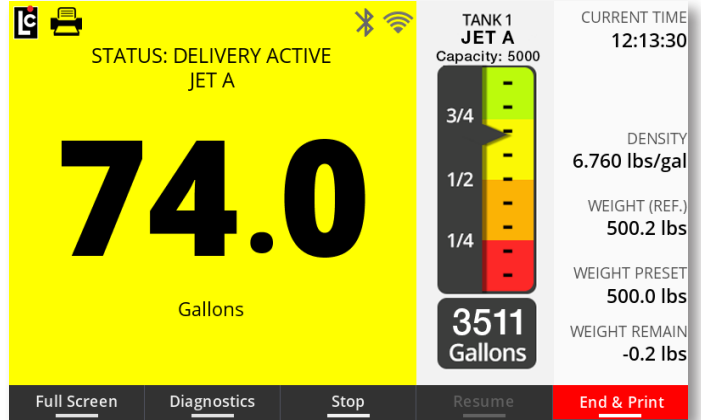 LC
STATUS: DELIVERY ACTIVE
JET A
74.0
Gallons
TANK 1
JET A
Capacity: 5000
3/4
1/2
1/4
3511
Gallons
CURRENT TIME
12:13:30
DENSITY
6.760 lbs/gal
WEIGHT (REF.)
500.2 lbs
WEIGHT PRESET
500.0 lbs
WEIGHT REMAIN
-0.2 lbs
Full Screen
Diagnostics
Stop
Resume
End & Print